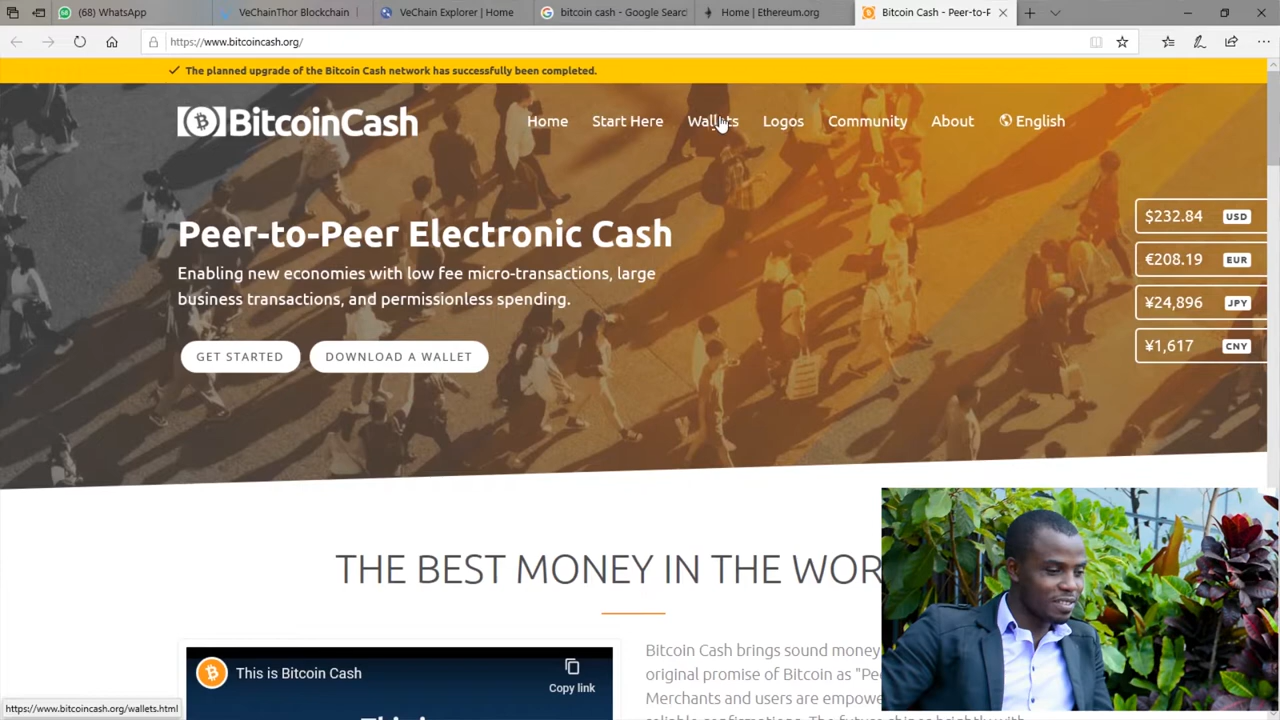 (68) WhatsApp
VeChainThor Blockchain
VeChain Explorer | Home
bitcoin cash - Google Searc
Home | Ethereum.org
Bitcoin Cash - Peer-to-P
https://www.bitcoincash.org/
The planned upgrade of the Bitcoin Cash network has successfully been completed.
BitcoinCash
Home
Start Here
Wallets
Logos
Community
About
English
Peer-to-Peer Electronic Cash
Enabling new economies with low fee micro-transactions, large
business transactions, and permissionless spending.
GET STARTED
DOWNLOAD A WALLET
$232.84 USD
€208.19 EUR
¥24,896 JPY
¥1,617 CNY
THE BEST MONEY IN THE WOR
This is Bitcoin Cash
Copy link
Bitcoin Cash brings sound money
original promise of Bitcoin as "Pe
Merchants and users are empowe
https://www.bitcoincash.org/wallets.html